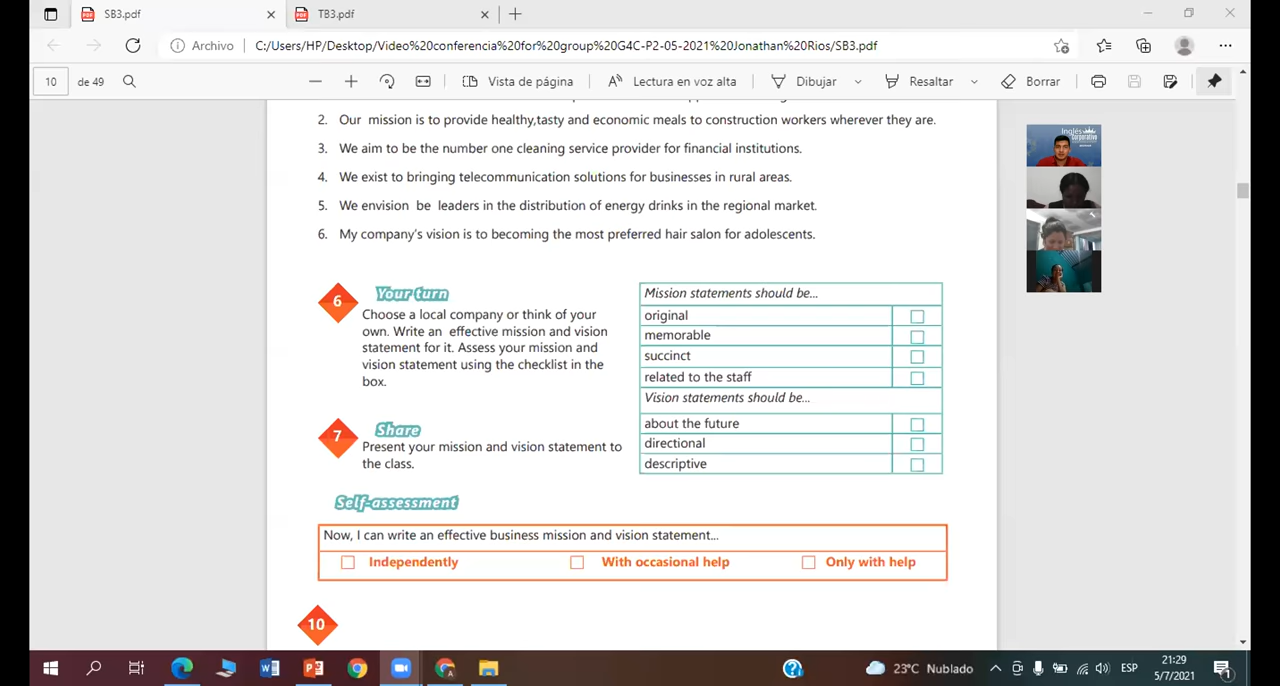 SB3.pdf
TB3.pdf
Archivo
C:/Users/HP/Desktop/Video%20conferencia%20for%20group%20G4C-P2-05-2021%20Jonathan%20Rios/SB3.pdf
10 de 49
Vista de página
Lectura en voz alta
Dibujar
Resaltar
Borrar
2. Our mission is to provide healthy,tasty and economic meals to construction workers wherever they are.
3. We aim to be the number one cleaning service provider for financial institutions.
4. We exist to bringing telecommunication solutions for businesses in rural areas.
5. We envision be leaders in the distribution of energy drinks in the regional market.
6. My company's vision is to becoming the most preferred hair salon for adolescents.
6 Your turn
Choose a local company or think of your
own. Write an effective mission and vision
statement for it. Assess your mission and
vision statement using the checklist in the
box.
Mission statements should be...
original
memorable
succinct
related to the staff
Vision statements should be...
about the future
directional
descriptive
7 Share
Present your mission and vision statement to
the class.
Self-assessment
Now, I can write an effective business mission and vision statement...
Independently
With occasional help
Only with help
10
Inglés
Corporativo
23°C Nublado
ESP
21:29
5/7/2021
1